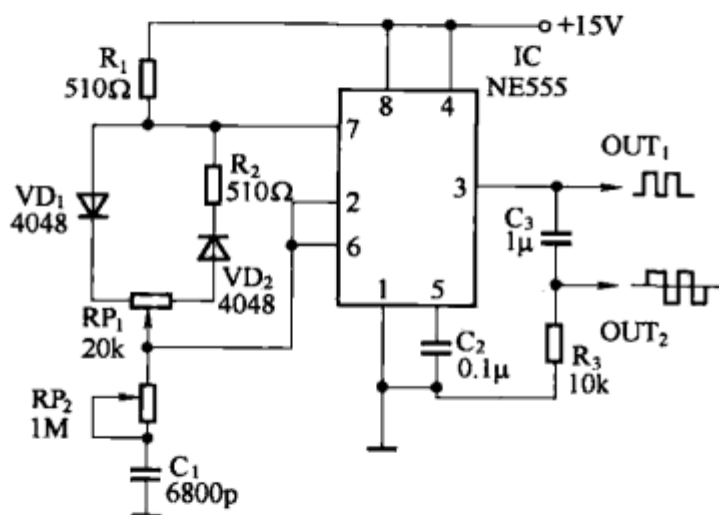 +15V
R₁
510Ω
IC
NE555
8
4
7
R₂
510Ω
VD₁
4048
2
3
OUT₁
6
C₃
1μ
VD₂
4048
RP₁
20k
1
5
OUT₂
C₂
0.1μ
R₃
10k
RP₂
1M
C₁
6800p